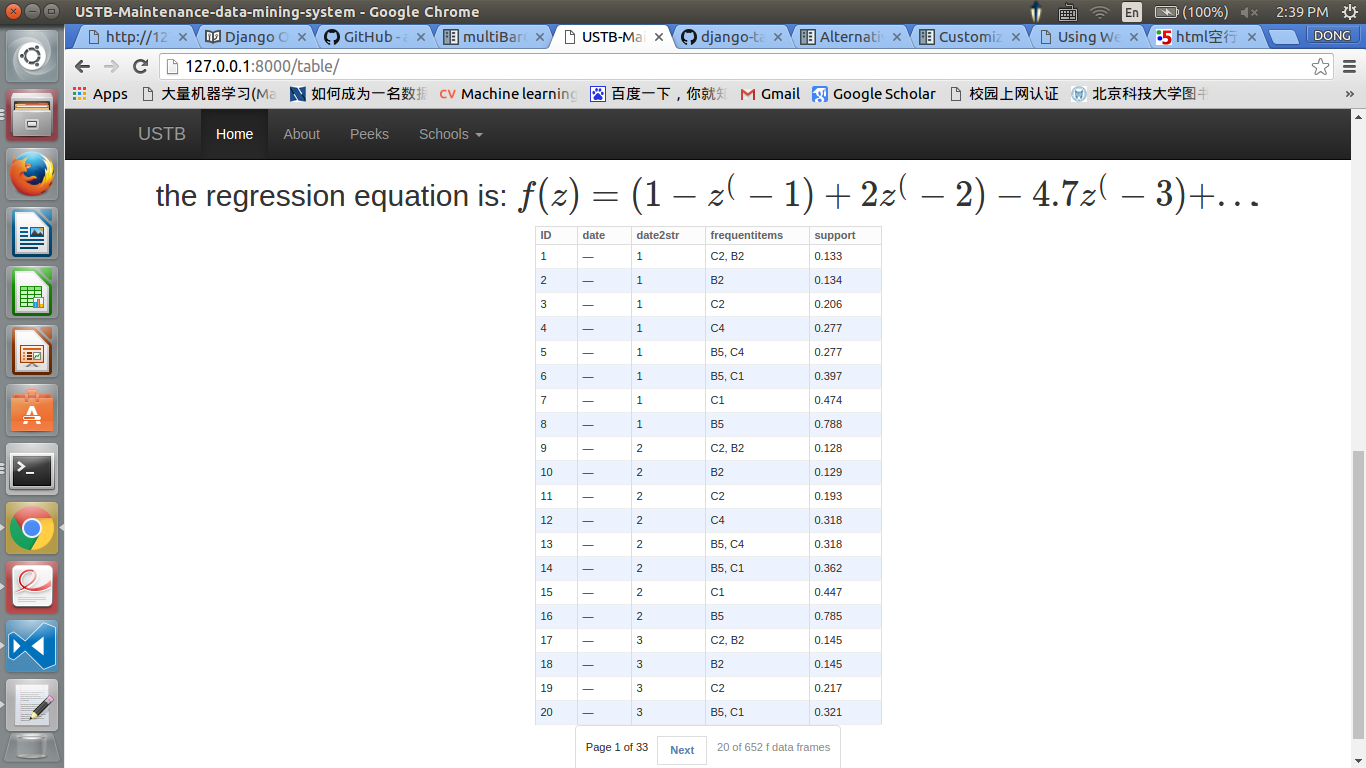 USTB-Maintenance-data-mining-system - Google Chrome
En (100%) 2:39 PM
http://12 Django O GitHub - multiBarC USTB-Mai django-ta Alternati Customiz Using We html空行 DONG
127.0.0.1:8000/table/
Apps 大量机器学习(Ma 如何成为一名数据 CV Machine learning 百度一下，你就知 Gmail Google Scholar 校园上网认证 北京科技大学图书 »
USTB Home About Peeks Schools
the regression equation is: f(z) = (1 − z^( − 1) + 2z^( − 2) − 4.7z^( − 3)+…
ID date date2str frequentitems support
1 — 1 C2, B2 0.133
2 — 1 B2 0.134
3 — 1 C2 0.206
4 — 1 C4 0.277
5 — 1 B5, C4 0.277
6 — 1 B5, C1 0.397
7 — 1 C1 0.474
8 — 1 B5 0.788
9 — 2 C2, B2 0.128
10 — 2 B2 0.129
11 — 2 C2 0.193
12 — 2 C4 0.318
13 — 2 B5, C4 0.318
14 — 2 B5, C1 0.362
15 — 2 C1 0.447
16 — 2 B5 0.785
17 — 3 C2, B2 0.145
18 — 3 B2 0.145
19 — 3 C2 0.217
20 — 3 B5, C1 0.321
Page 1 of 33 Next 20 of 652 f data frames